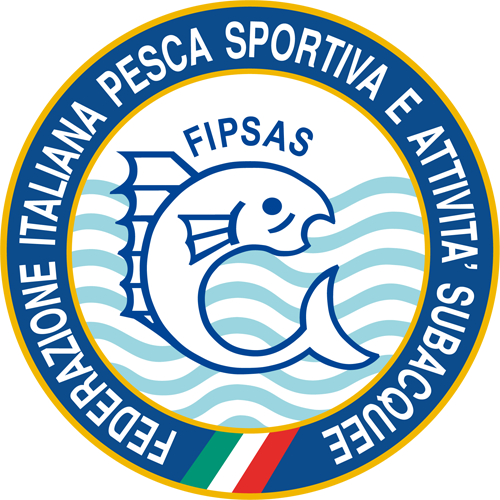 FEDERAZIONE ITALIANA PESCA SPORTIVA E ATTIVITA' SUBACQUEE
FIPSAS